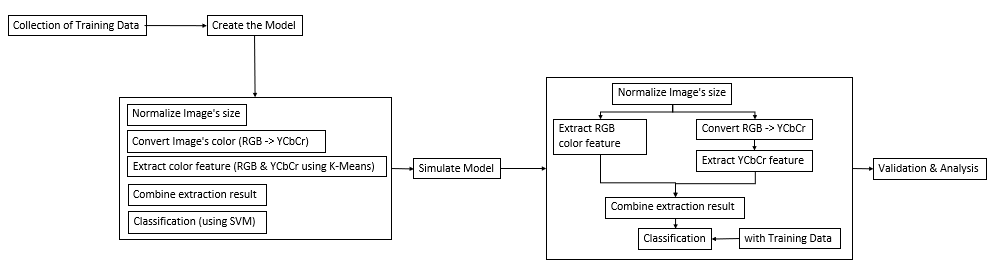 Collection of Training Data
Create the Model
Normalize Image's size
Convert Image's color (RGB -> YCbCr)
Extract color feature (RGB & YCbCr using K-Means)
Combine extraction result
Classification (using SVM)
Simulate Model
Normalize Image's size
Extract RGB
color feature
Convert RGB -> YCbCr
Extract YCbCr feature
Combine extraction result
Classification
with Training Data
Validation & Analysis